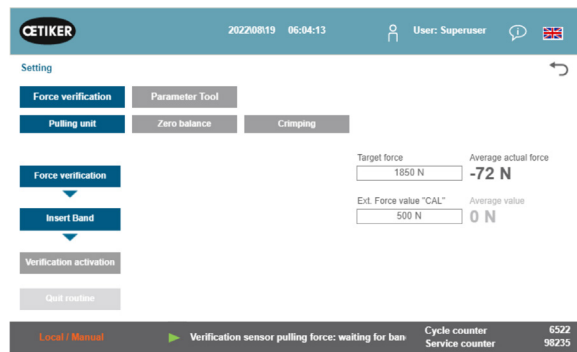 ŒTIKER
2022\08\19 06:04:13
User: Superuser
Setting
Force verification Parameter Tool
Pulling unit Zero balance Crimping
Target force Average actual force
1850 N -72 N
Force verification
Ext. Force value "CAL" Average value
500 N 0 N
Insert Band
Verification activation
Quit routine
Local / Manual Verification sensor pulling force: waiting for ban Cycle counter 6522
Service counter 98235